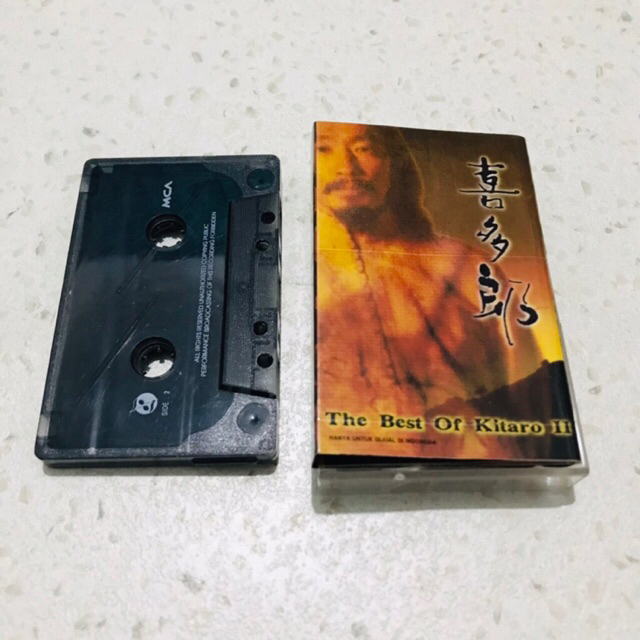 MCA
ALL RIGHTS RESERVED UNAUTHORISED COPYING PUBLIC
PERFORMANCE BROADCASTING OF THIS RECORDING FORBIDDEN
SIDE 2
喜多郎
The Best Of Kitaro II
HANYA UNTUK DIJUAL DI INDONESIA